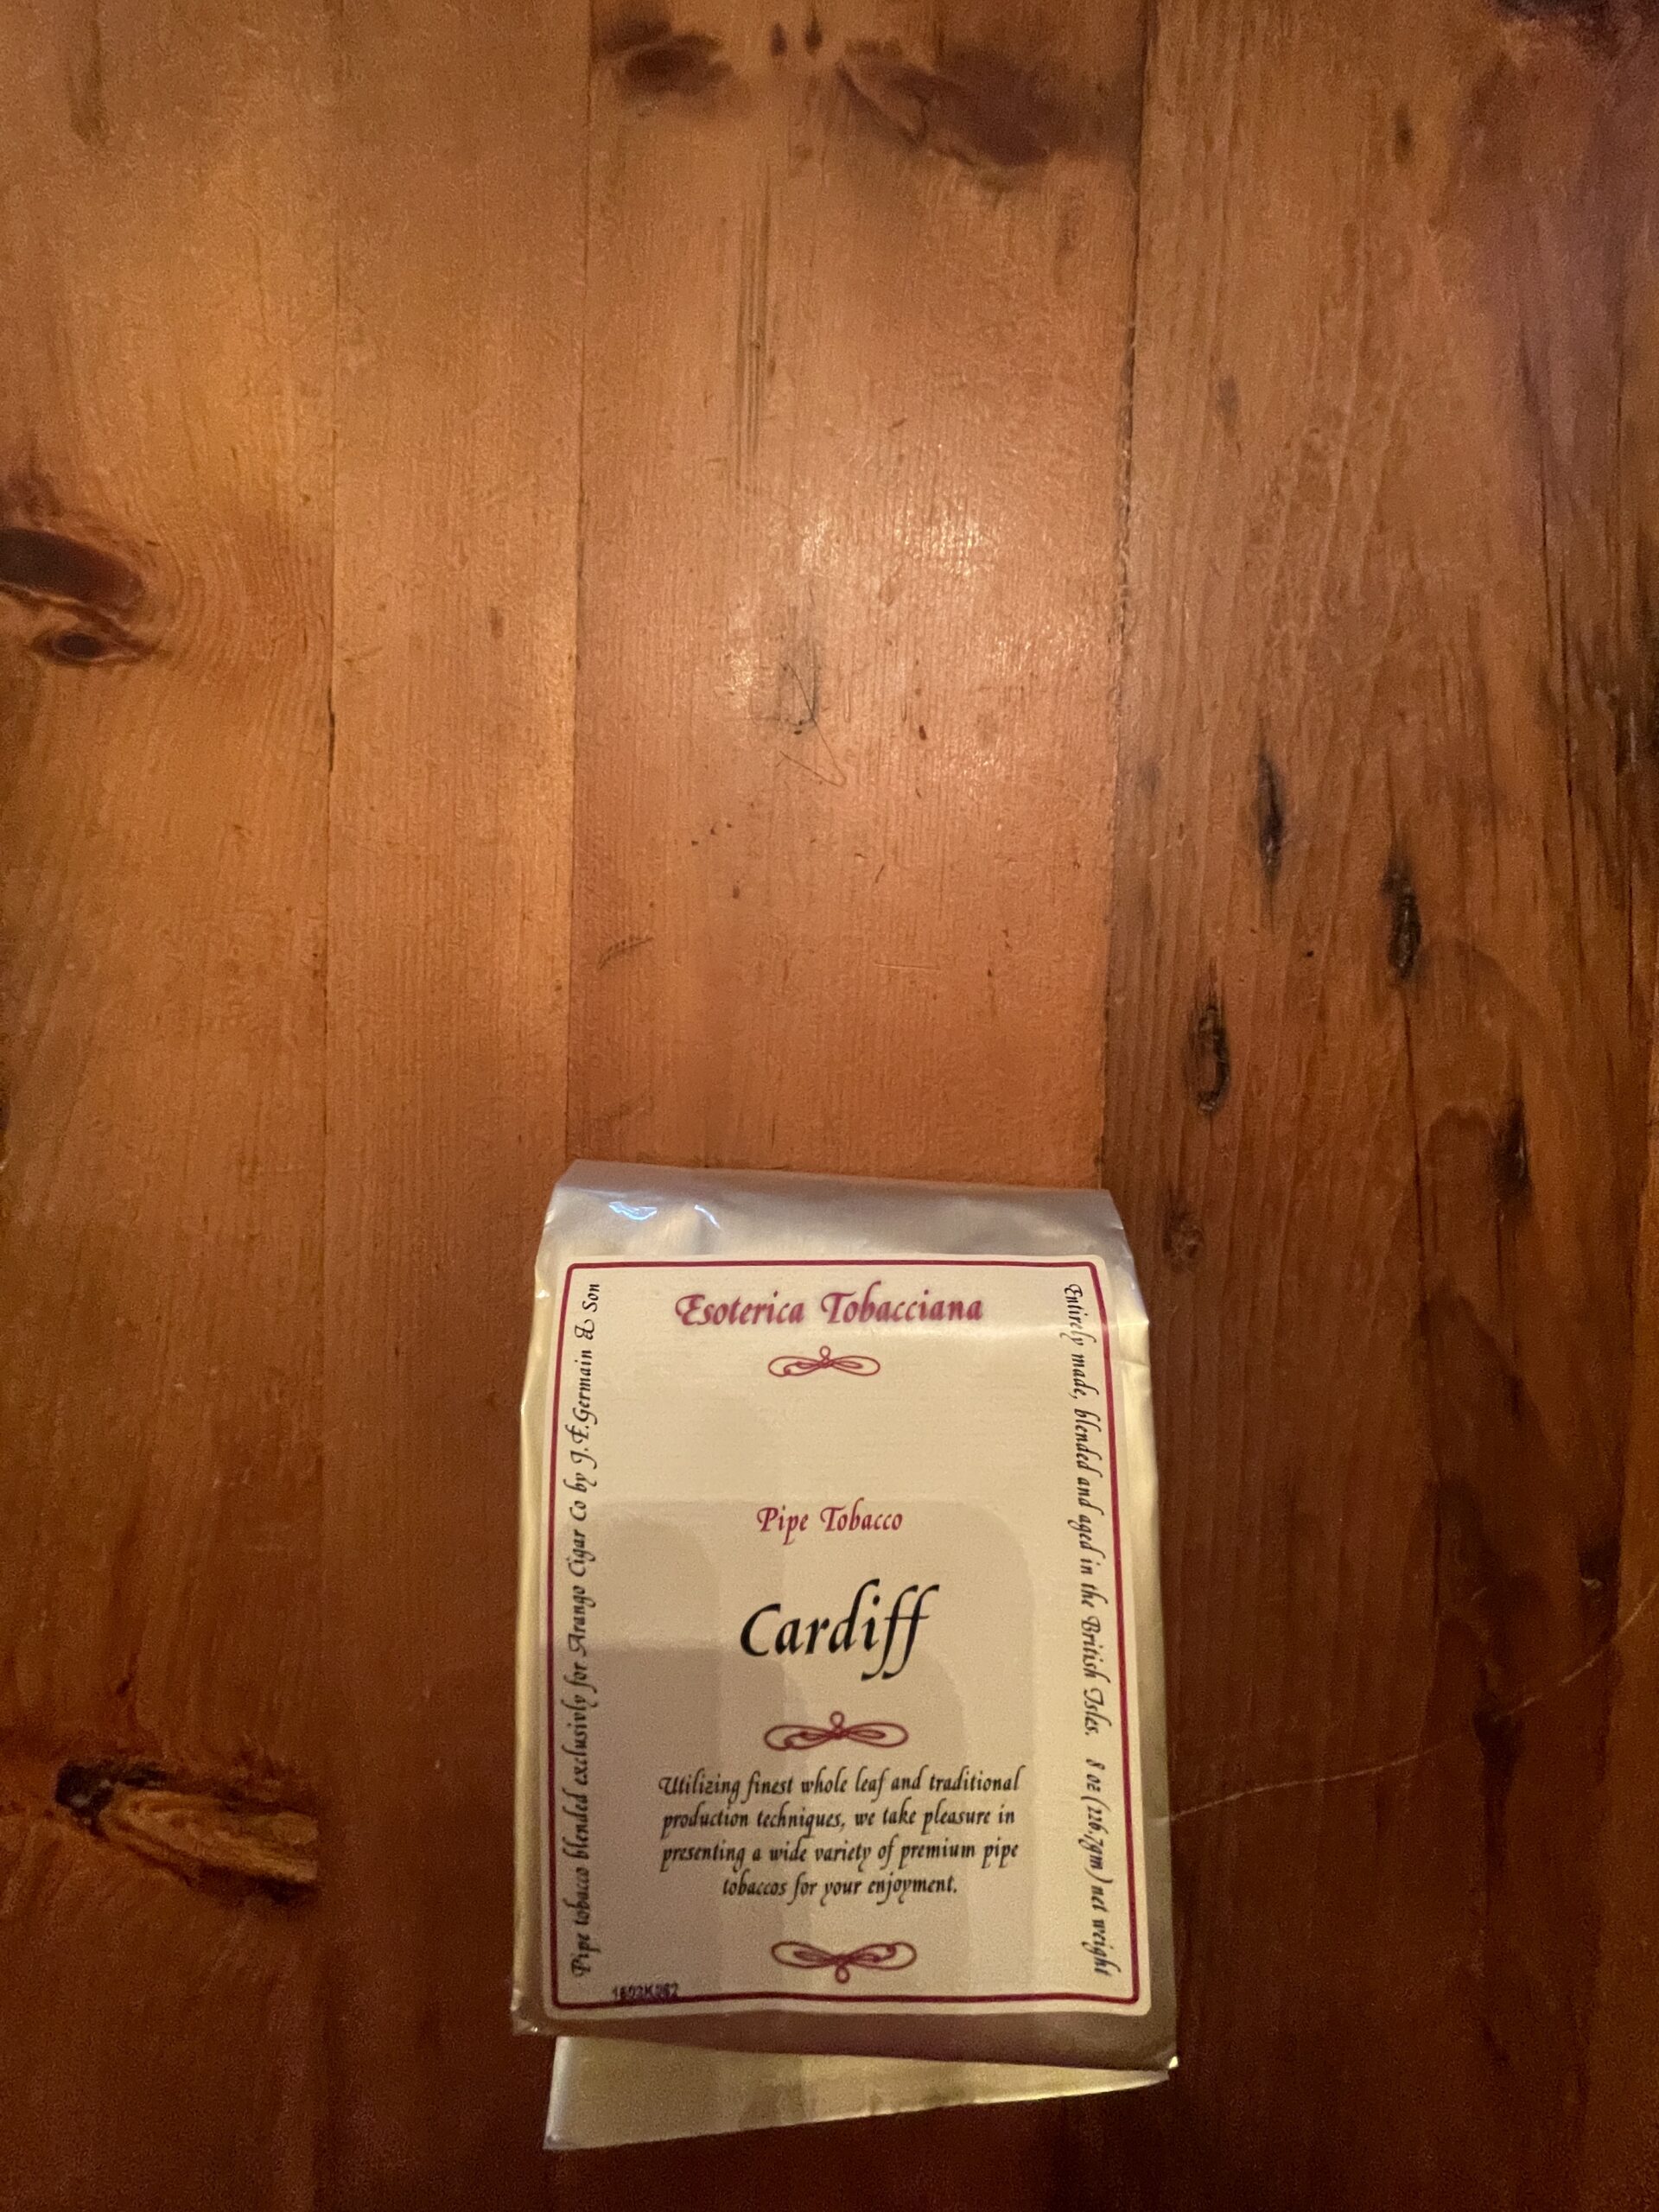 Esoterica Tobacciana
Pipe Tobacco
Cardiff
Utilizing finest whole leaf and traditional
production techniques, we take pleasure in
presenting a wide variety of premium pipe
tobaccos for your enjoyment.
Pipe tobacco blended exclusivly for Arango Cigar Co by J.F.Germain & Son
Entirely made, blended and aged in the British Isles. 8 oz (226.7gm) net weight